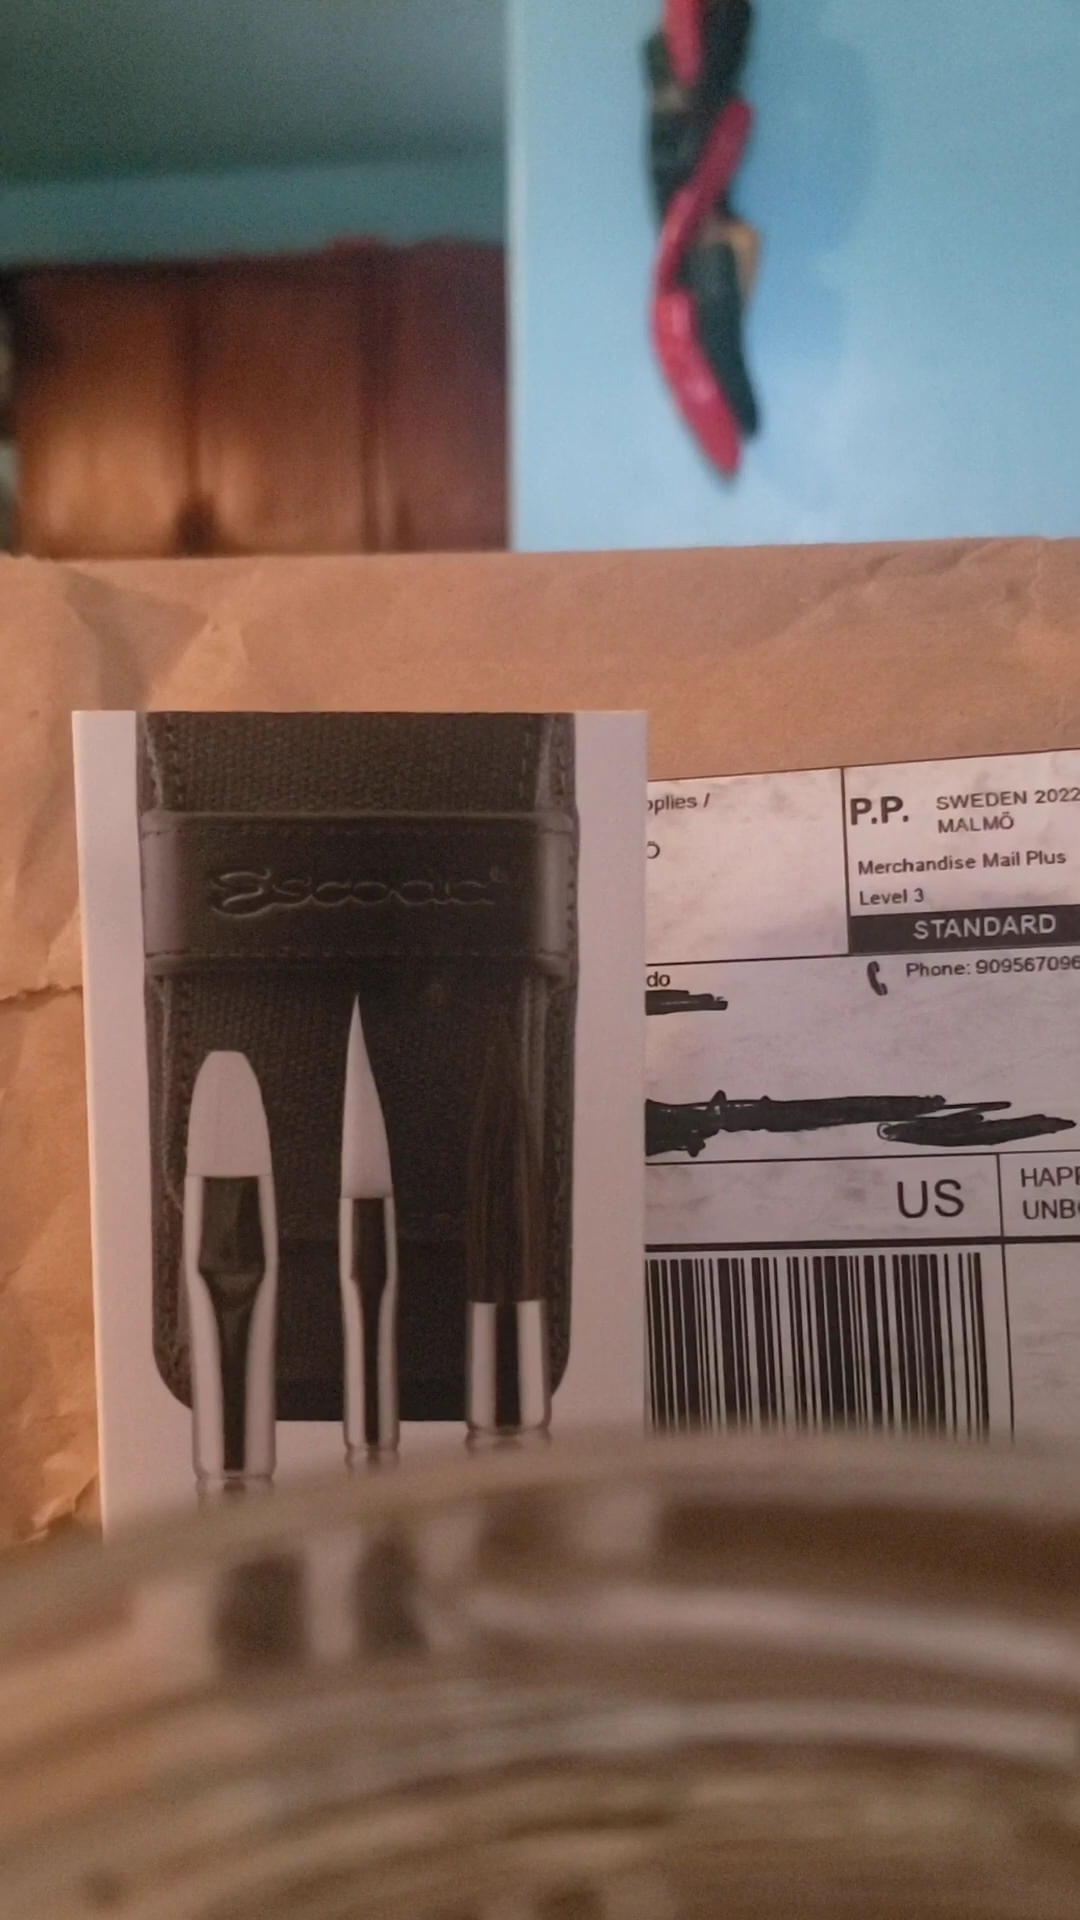 Escoda
pplies /
Ö
P.P.
SWEDEN 2022
MALMÖ
Merchandise Mail Plus
Level 3
STANDARD
do
Phone: 909567096
US
HAPP
UNBO